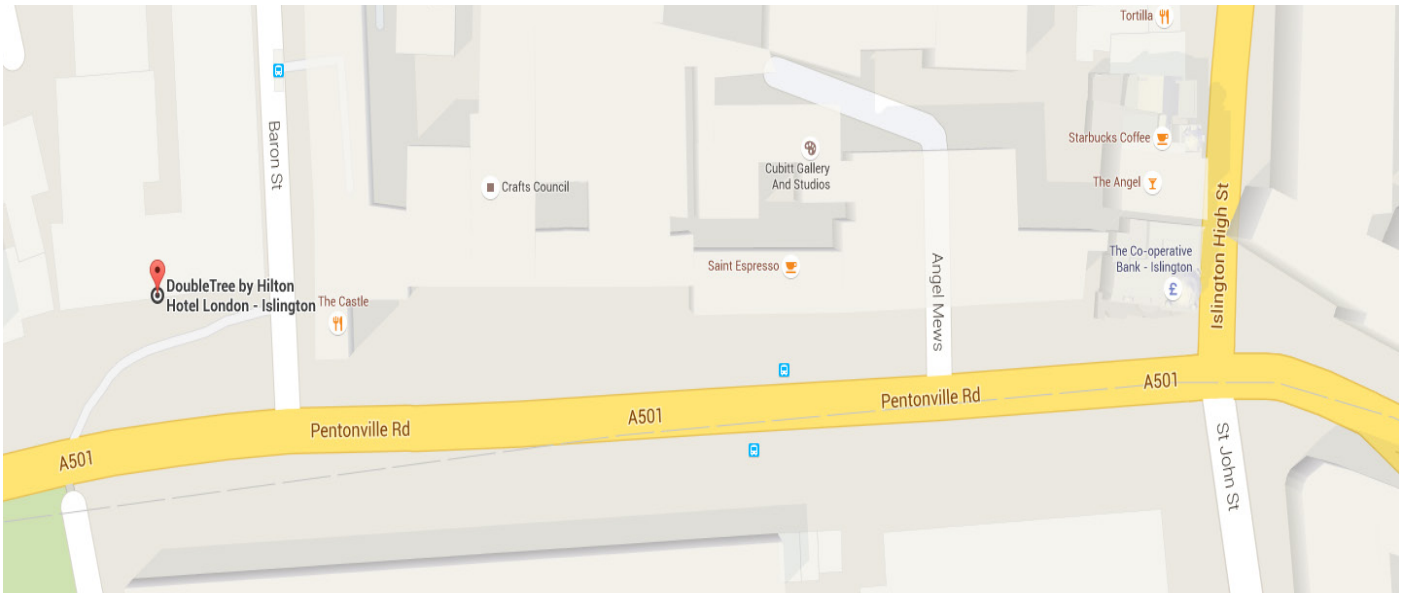 Tortilla
Baron St
Starbucks Coffee
Cubitt Gallery
And Studios
Crafts Council
The Angel
Islington High St
The Co-operative
Bank - Islington
£
Saint Espresso
Angel Mews
DoubleTree by Hilton
Hotel London - Islington
The Castle
A501
Pentonville Rd
A501
Pentonville Rd
A501
St John St